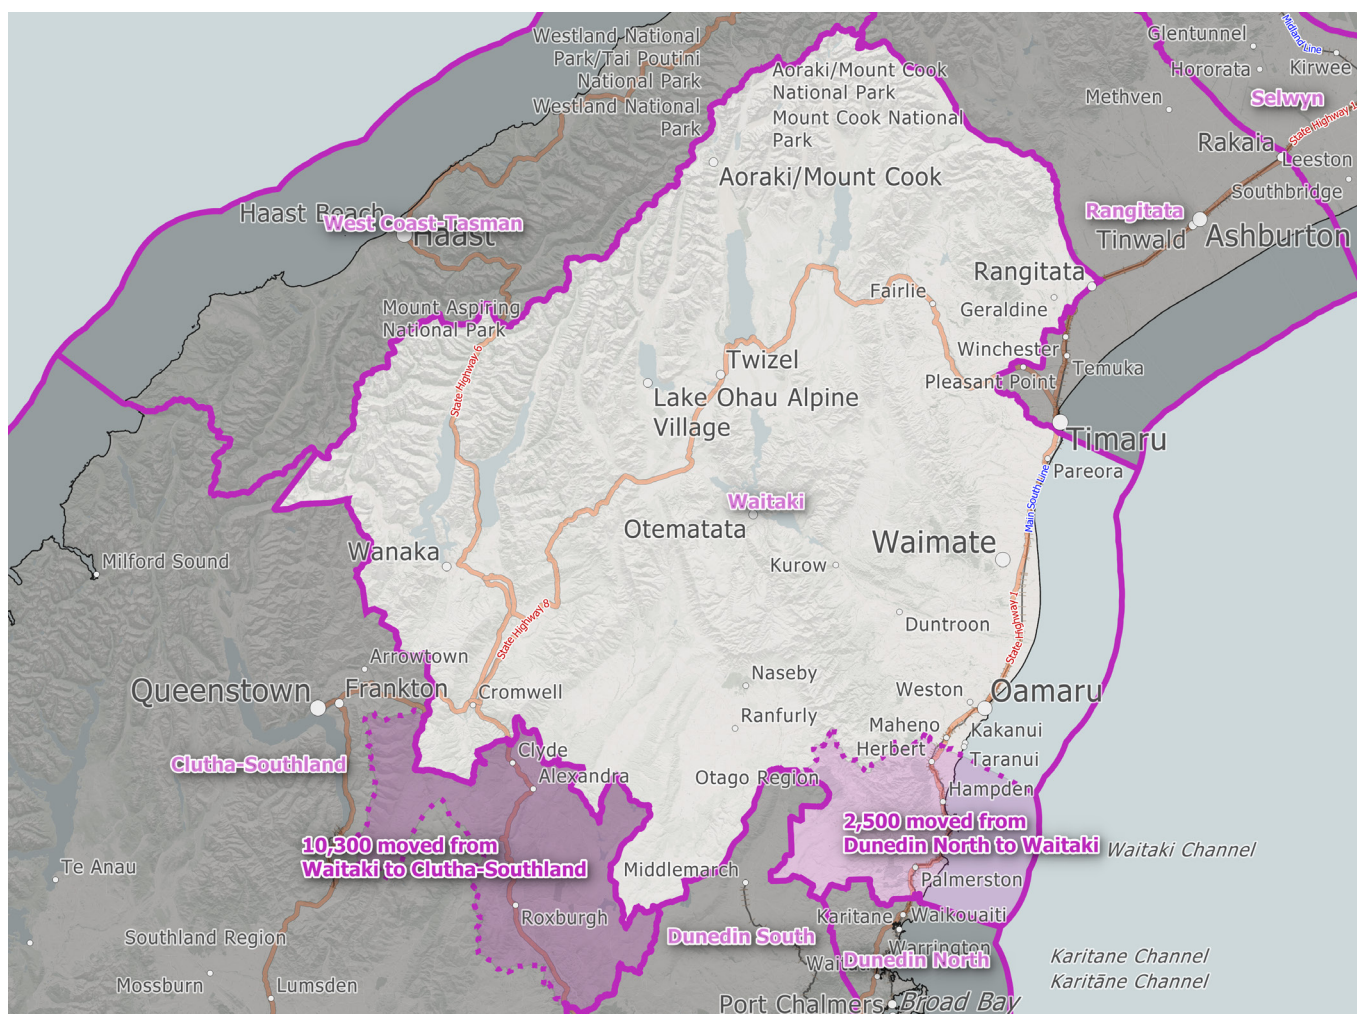 Westland National
Park/Tai Poutini
National Park
Westland National
Park
Aoraki/Mount Cook
National Park
Mount Cook National
Park
Aoraki/Mount Cook
Glentunnel
Midland Line
Hororata
Kirwee
Methven
Selwyn
State Highway 1
Rakaia
Leeston
Southbridge
Rangitata
Tinwald
Ashburton
Haast Beach
West Coast-Tasman
Haast
Rangitata
Fairlie
Geraldine
Mount Aspiring
National Park
State Highway 6
Winchester
Temuka
Pleasant Point
Twizel
Lake Ohau Alpine
Village
Timaru
Pareora
Main South Line
Waitaki
Otematata
Waimate
Milford Sound
Wanaka
Kurow
State Highway 8
Duntroon
State Highway 1
Arrowtown
Queenstown
Frankton
Cromwell
Naseby
Ranfurly
Weston
Oamaru
Maheno
Kakanui
Herbert
Taranui
Clutha-Southland
Clyde
Alexandra
Otago Region
Hampden
10,300 moved from
Waitaki to Clutha-Southland
2,500 moved from
Dunedin North to Waitaki
Waitaki Channel
Te Anau
Middlemarch
Palmerston
Roxburgh
Karitane
Waikouaiti
Southland Region
Dunedin South
Warrington
Dunedin North
Karitane Channel
Karitāne Channel
Mossburn
Lumsden
Port Chalmers
Broad Bay